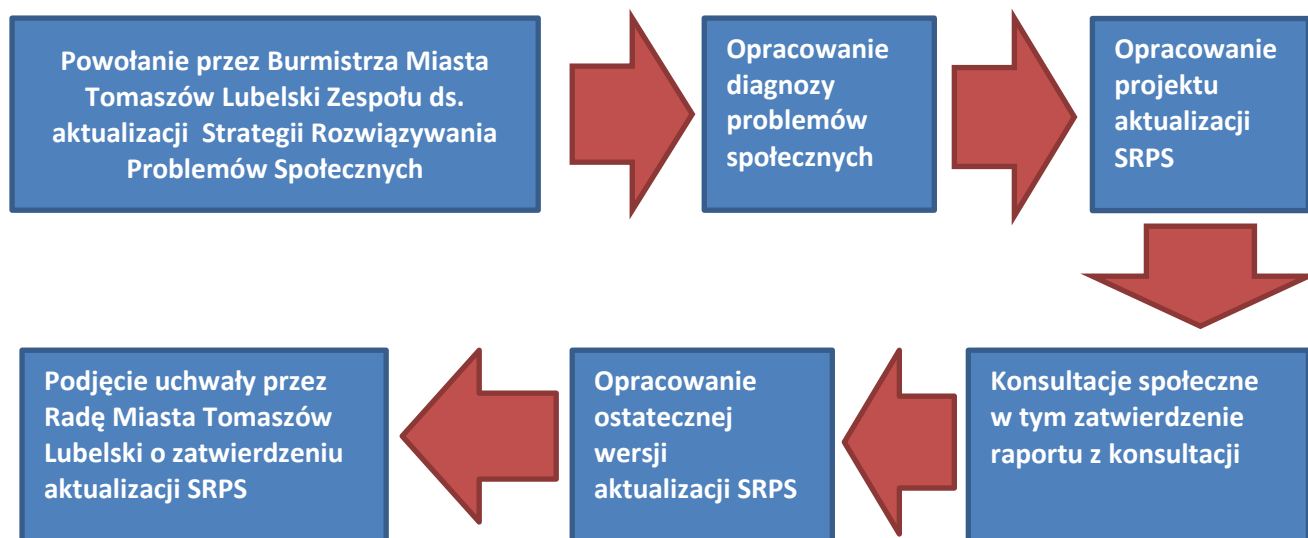 Powołanie przez Burmistrza Miasta
Tomaszów Lubelski Zespołu ds.
aktualizacji Strategii Rozwiązywania
Problemów Społecznych
Opracowanie
diagnozy
problemów
społecznych
Opracowanie
projektu
aktualizacji
SRPS
Konsultacje społeczne
w tym zatwierdzenie
raportu z konsultacji
Opracowanie
ostatecznej
wersji
aktualizacji SRPS
Podjęcie uchwały przez
Radę Miasta Tomaszów
Lubelski o zatwierdzeniu
aktualizacji SRPS